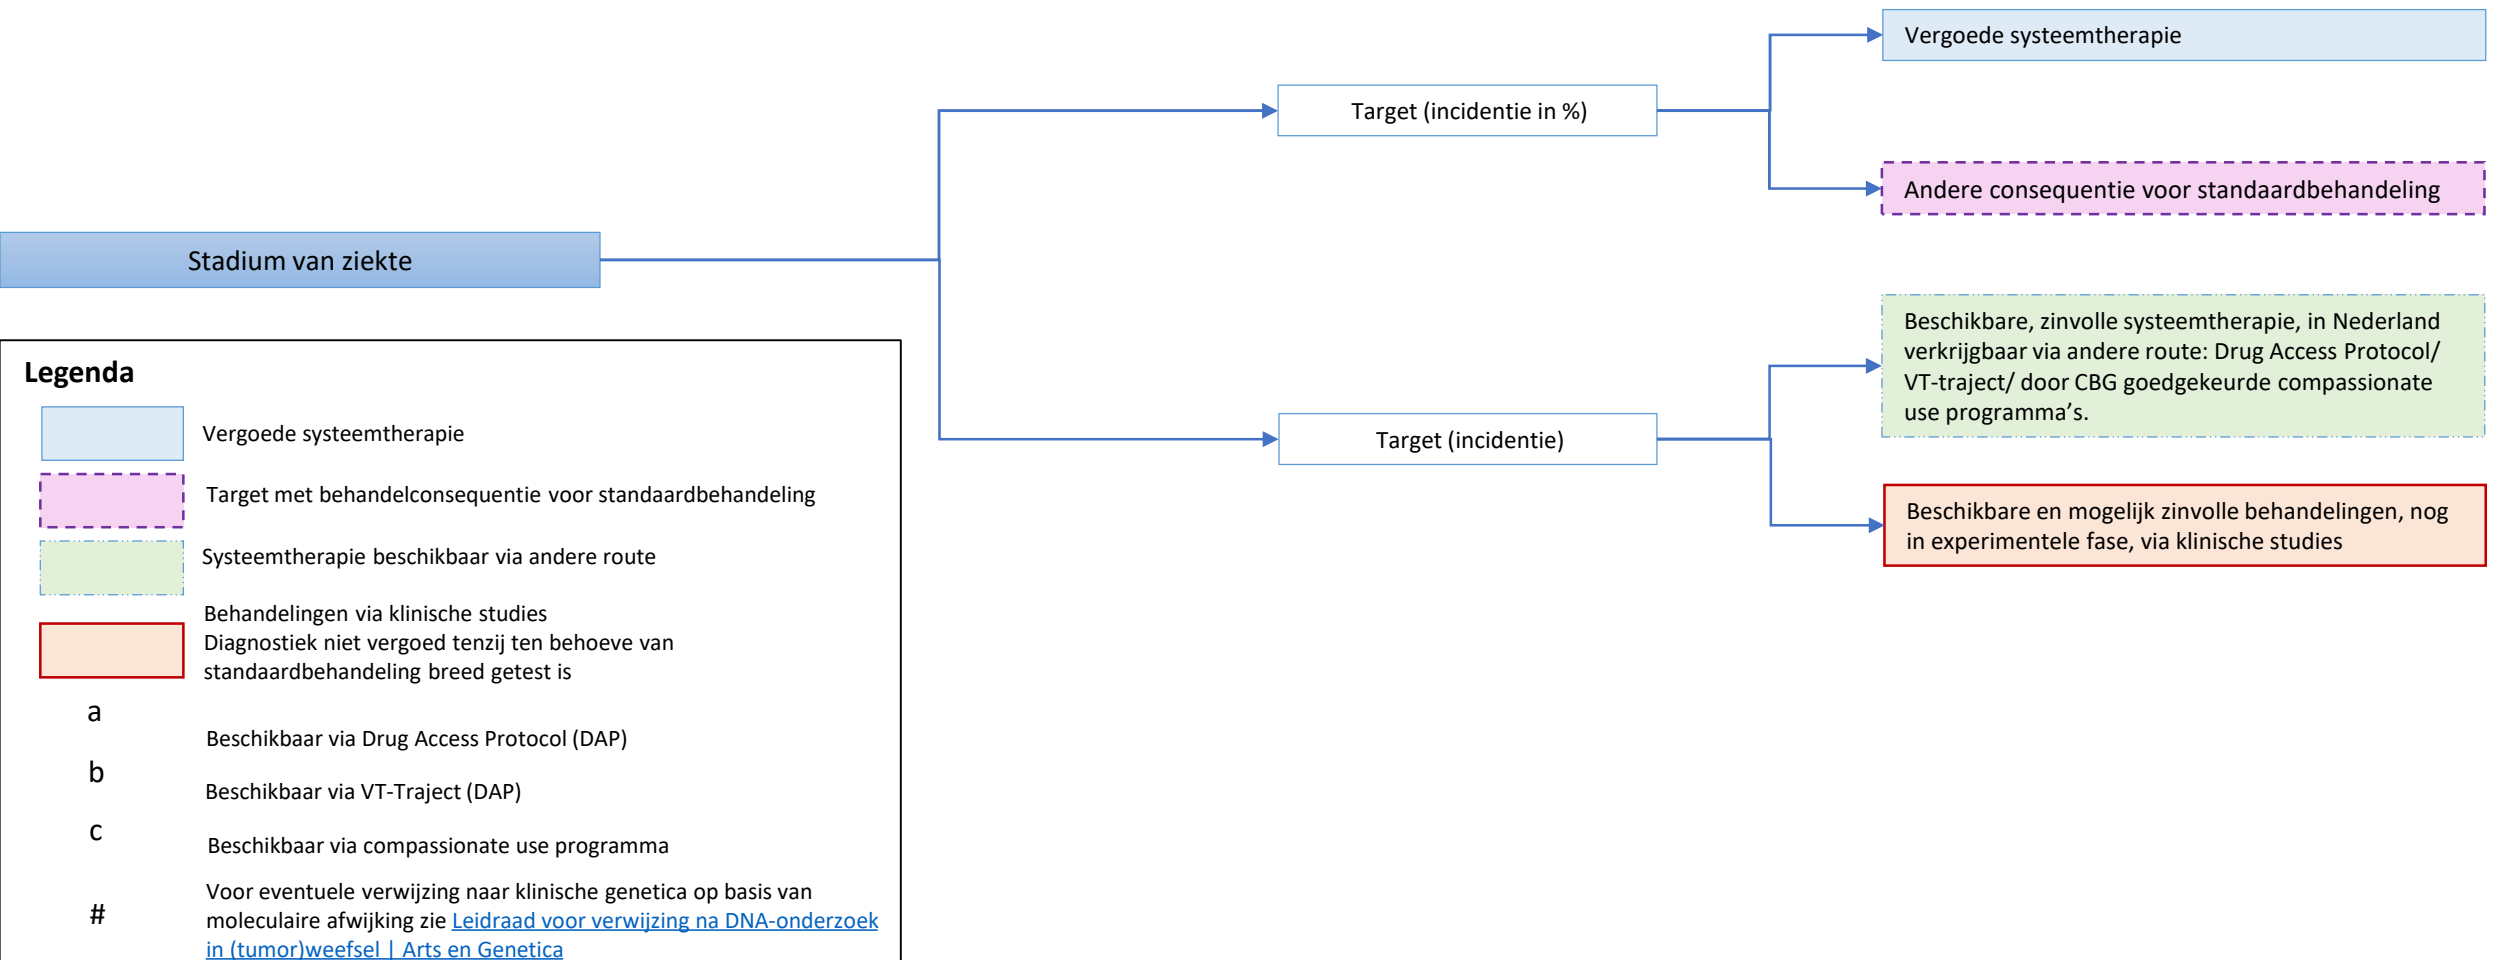 Vergoede systeemtherapie
Target (incidentie in %)
Andere consequentie voor standaardbehandeling
Stadium van ziekte
Beschikbare, zinvolle systeemtherapie, in Nederland
verkrijgbaar via andere route: Drug Access Protocol/
VT-traject/ door CBG goedgekeurde compassionate
use programma’s.
Target (incidentie)
Beschikbare en mogelijk zinvolle behandelingen, nog
in experimentele fase, via klinische studies
Legenda
Vergoede systeemtherapie
Target met behandelconsequentie voor standaardbehandeling
Systeemtherapie beschikbaar via andere route
Behandelingen via klinische studies
Diagnostiek niet vergoed tenzij ten behoeve van
standaardbehandeling breed getest is
a
Beschikbaar via Drug Access Protocol (DAP)
b
Beschikbaar via VT-Traject (DAP)
c
Beschikbaar via compassionate use programma
#
Voor eventuele verwijzing naar klinische genetica op basis van
moleculaire afwijking zie Leidraad voor verwijzing na DNA-onderzoek
in (tumor)weefsel | Arts en Genetica